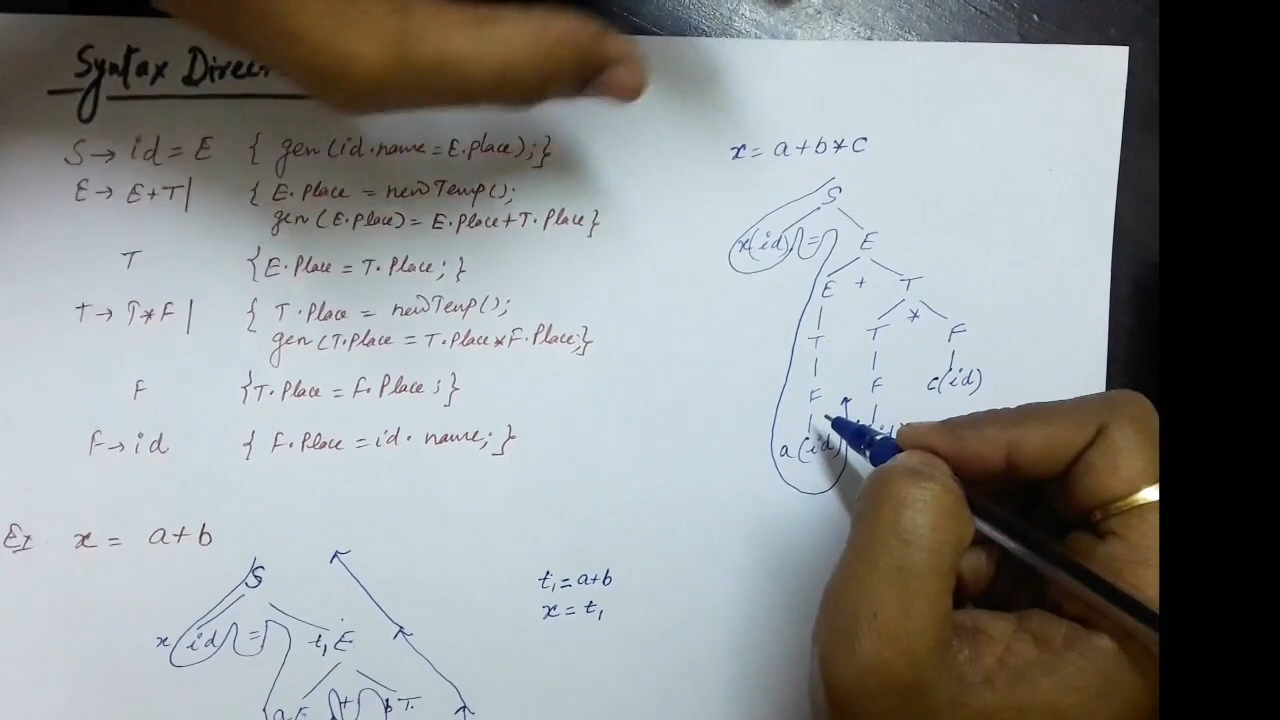 Syntax Direc
S → id = E { gen(id.name = E.place); }
E → E+T | { E.Place = newTemp();
gen(E.Place) = E.Place + T.Place }
T { E.Place = T.Place; }
T → T*F | { T.Place = newTemp();
gen(T.Place = T.Place * F.Place; }
F { T.Place = F.Place; }
F → id { F.Place = id.name; }
x = a+b*c
S
x(id) = E
E + T
T T * F
F F c(id)
a(id)
Ex. x = a+b
S
x id = t₁ E
a E + b T
t₁ = a+b
x = t₁